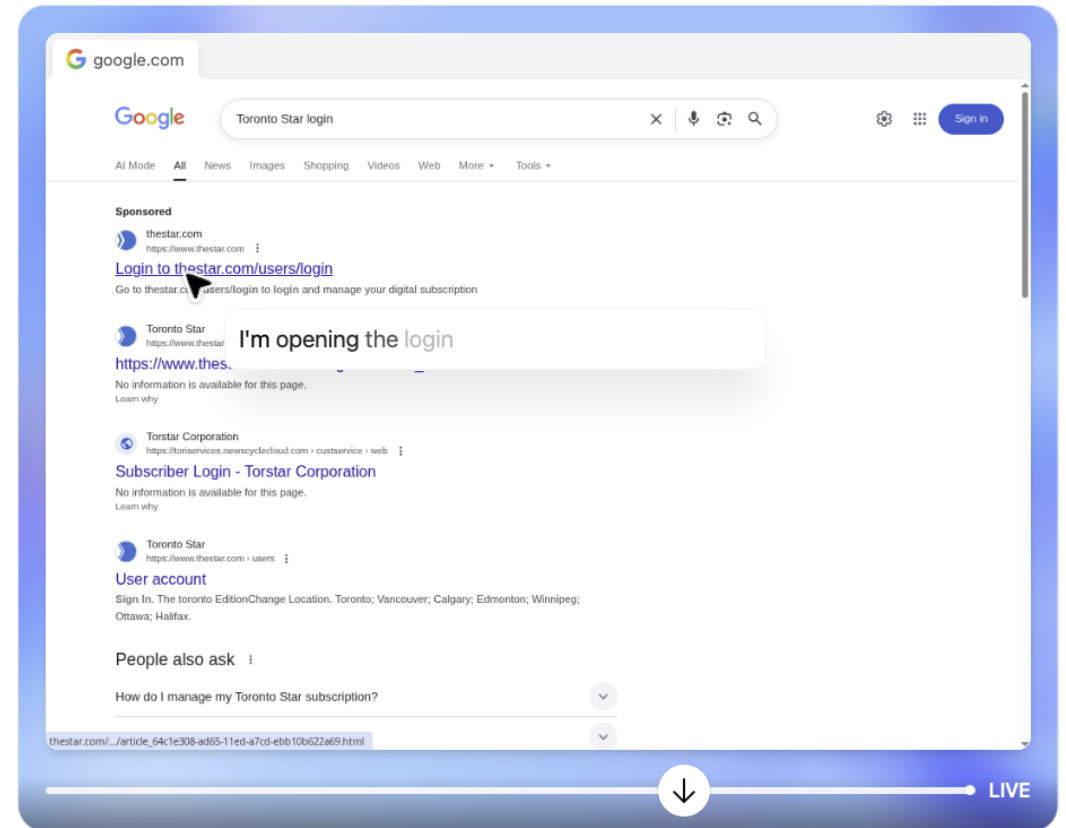 google.com
Google
Toronto Star login
Sign in
AI Mode All News Images Shopping Videos Web More Tools
Sponsored
thestar.com
https://www.thestar.com
Login to thestar.com/users/login
Go to users/login to login and manage your digital subscription
Toronto Star
I'm opening the login
No information is available for this page.
Learn why
Torstar Corporation
https://toriservices.newscyclecloud.com › custservice › web
Subscriber Login - Torstar Corporation
No information is available for this page.
Learn why
Toronto Star
https://www.thestar.com › users
User account
Sign In. The toronto EditionChange Location. Toronto; Vancouver; Calgary; Edmonton; Winnipeg;
Ottawa; Halifax.
People also ask
How do I manage my Toronto Star subscription?
thestar.com/.../article_64c1e308-ad65-11ed-a7cd-ebb10b622a69.html
LIVE